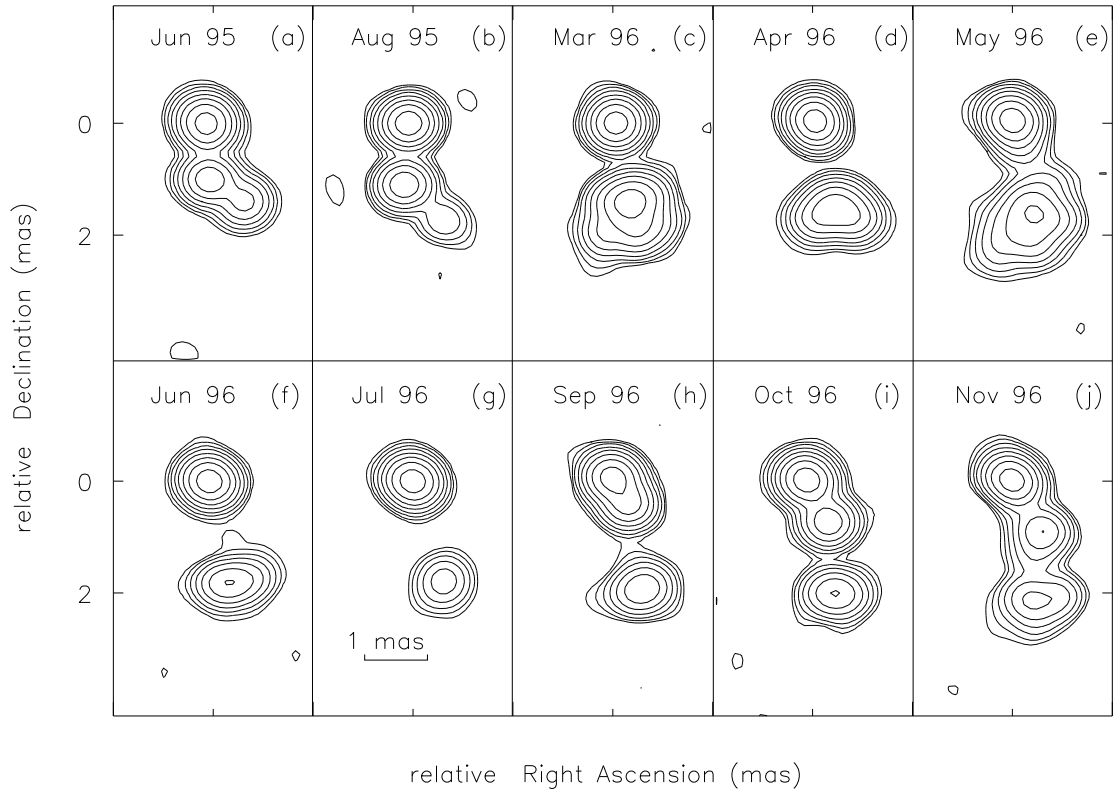 Jun 95 (a)
Aug 95 (b)
Mar 96 (c)
Apr 96 (d)
May 96 (e)
0
2
Jun 96 (f)
Jul 96 (g)
Sep 96 (h)
Oct 96 (i)
Nov 96 (j)
0
2
1 mas
relative Declination (mas)
relative Right Ascension (mas)